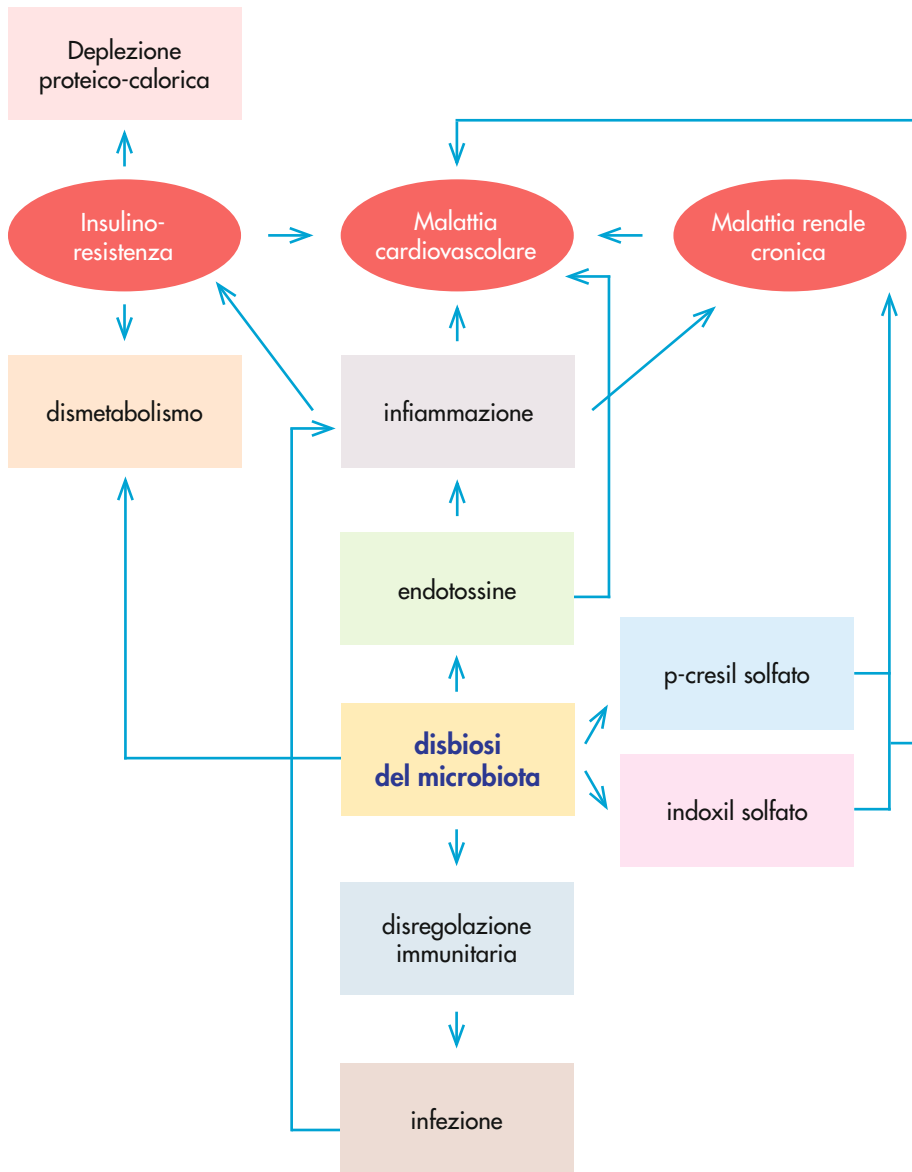 Deplezione
proteico-calorica
Insulino-
resistenza
Malattia
cardiovascolare
Malattia renale
cronica
dismetabolismo
infiammazione
endotossine
p-cresil solfato
disbiosi
del microbiota
indoxil solfato
disregolazione
immunitaria
infezione